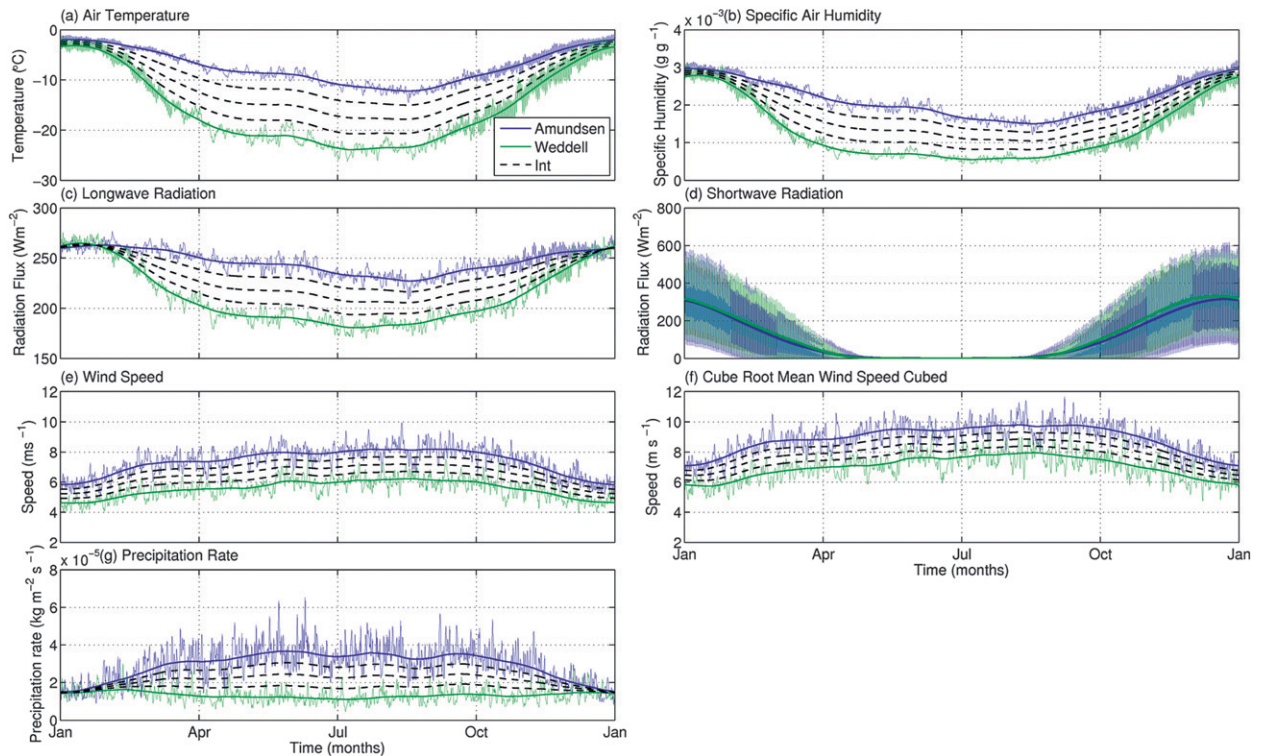 (a) Air Temperature
Temperature (°C)
0
−10
−20
−30
Amundsen
Weddell
Int
x 10⁻³(b) Specific Air Humidity
Specific Humidity (g g⁻¹)
4
3
2
1
0
(c) Longwave Radiation
Radiation Flux (Wm⁻²)
300
250
200
150
(d) Shortwave Radiation
Radiation Flux (Wm⁻²)
800
600
400
200
0
(e) Wind Speed
Speed (ms⁻¹)
12
10
8
6
4
2
(f) Cube Root Mean Wind Speed Cubed
Speed (m s⁻¹)
12
10
8
6
4
2
Jan Apr Jul Oct Jan
Time (months)
x 10⁻⁵(g) Precipitation Rate
Precipitation rate (kg m⁻² s⁻¹)
8
6
4
2
0
Jan Apr Jul Oct Jan
Time (months)